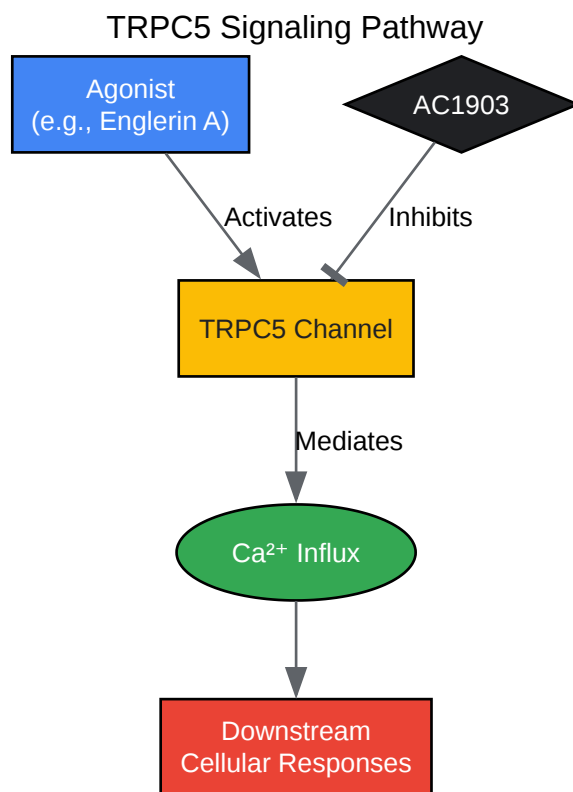 TRPC5 Signaling Pathway
Agonist
(e.g., Englerin A)
AC1903
Activates
Inhibits
TRPC5 Channel
Mediates
Ca²⁺ Influx
Downstream
Cellular Responses